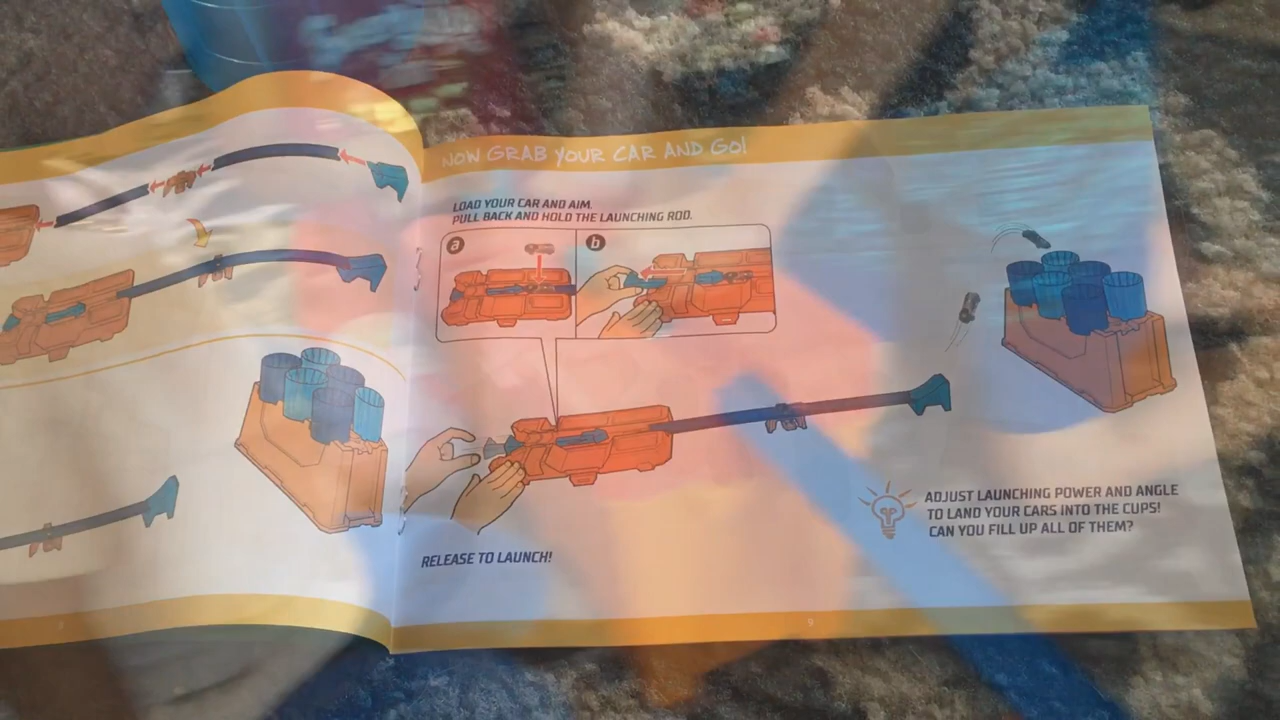 NOW GRAB YOUR CAR AND GO!
LOAD YOUR CAR AND AIM.
PULL BACK AND HOLD THE LAUNCHING ROD.
a
b
ADJUST LAUNCHING POWER AND ANGLE
TO LAND YOUR CARS INTO THE CUPS!
CAN YOU FILL UP ALL OF THEM?
RELEASE TO LAUNCH!
9